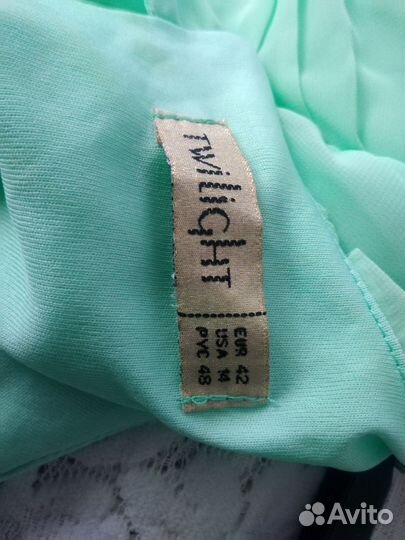 TWILIGHT
EUR 42
USA 14
РУС 48
Avito